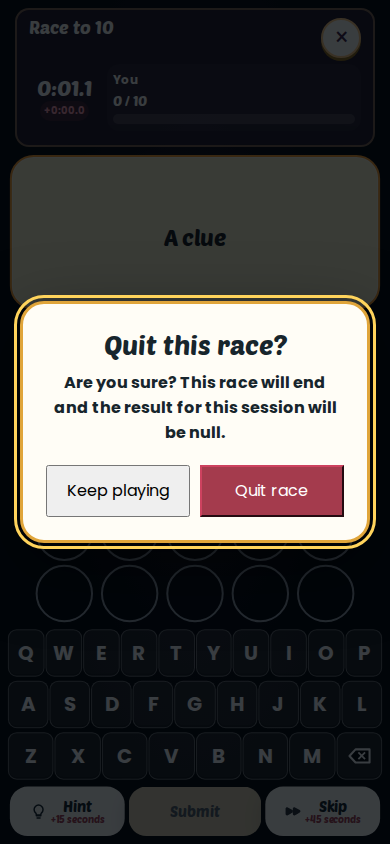 Race to 10
0:01.1
+0:00.0
You
0 / 10
A clue
Quit this race?
Are you sure? This race will end
and the result for this session will
be null.
Keep playing
Quit race
Q W E R T Y U I O P
A S D F G H J K L
Z X C V B N M
Hint
+15 seconds
Submit
Skip
+45 seconds